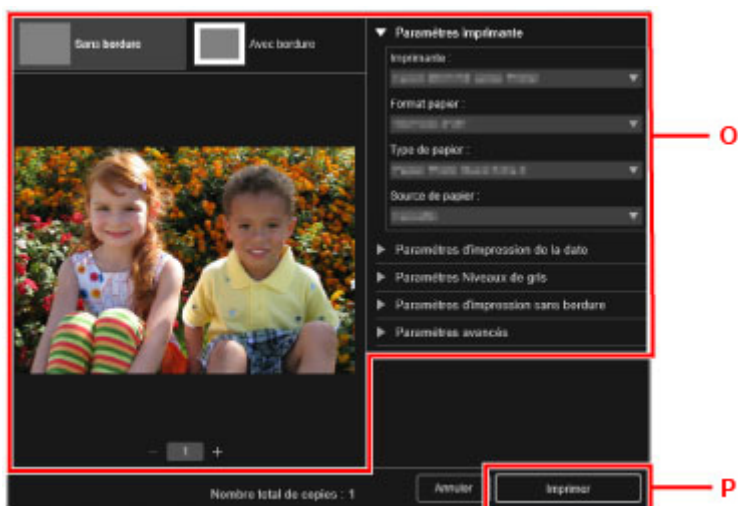 Sans bordure
Avec bordure
Paramètres imprimante
Imprimante :
Format papier :
Type de papier :
Source de papier :
Paramètres d'impression de la date
Paramètres Niveaux de gris
Paramètres d'impression sans bordure
Paramètres avancés
O
− 1 +
Nombre total de copies : 1
Annuler
Imprimer
P